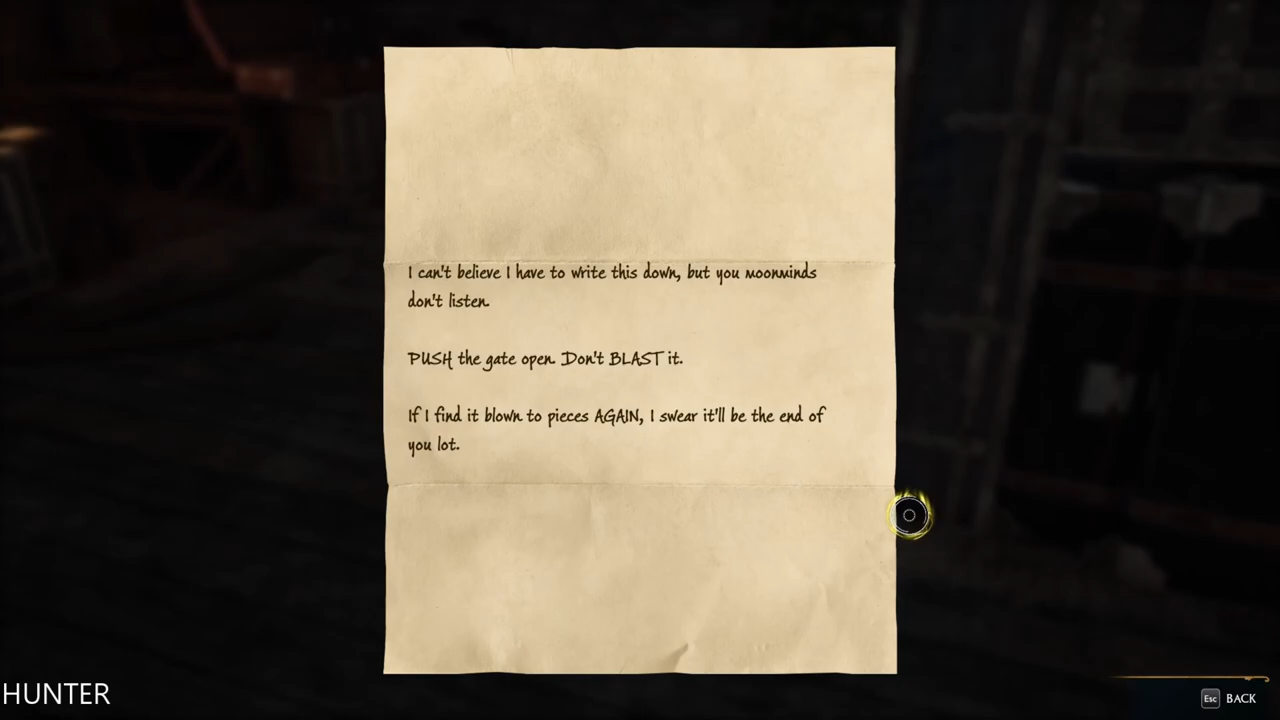 I can't believe I have to write this down, but you moonminds
don't listen.
PUSH the gate open. Don't BLAST it.
If I find it blown to pieces AGAIN, I swear it'll be the end of
you lot.
HUNTER
Esc BACK